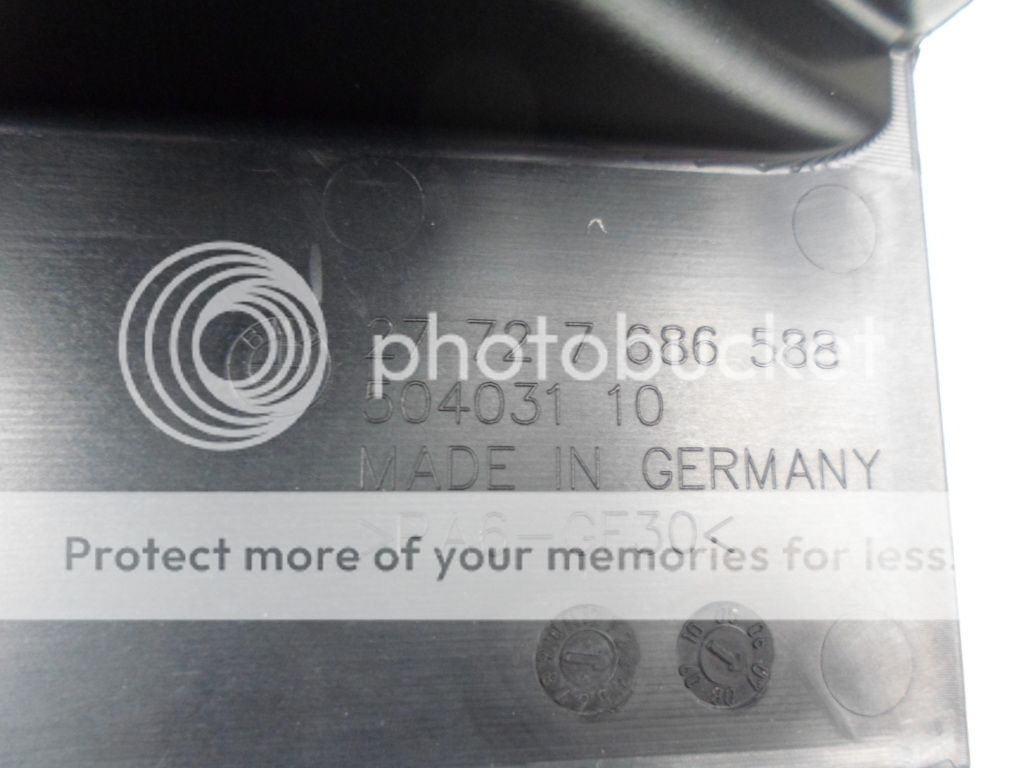 27 72 7 686 588
photobucket
504031 10
MADE IN GERMANY
>PA6-GF30<
Protect more of your memories for less.